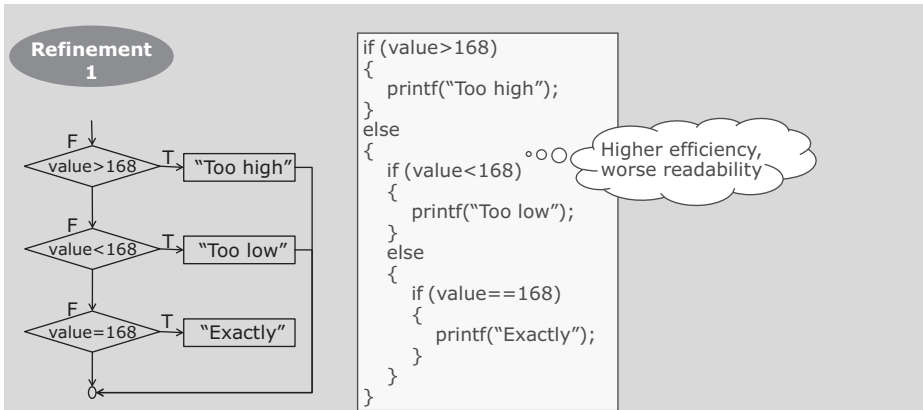 Refinement
1
F
value>168
T
"Too high"
F
value<168
T
"Too low"
F
value=168
T
"Exactly"
if (value>168)
{
printf(“Too high”);
}
else
{
if (value<168)
{
printf(“Too low”);
}
else
{
if (value==168)
{
printf(“Exactly”);
}
}
}
Higher efficiency,
worse readability